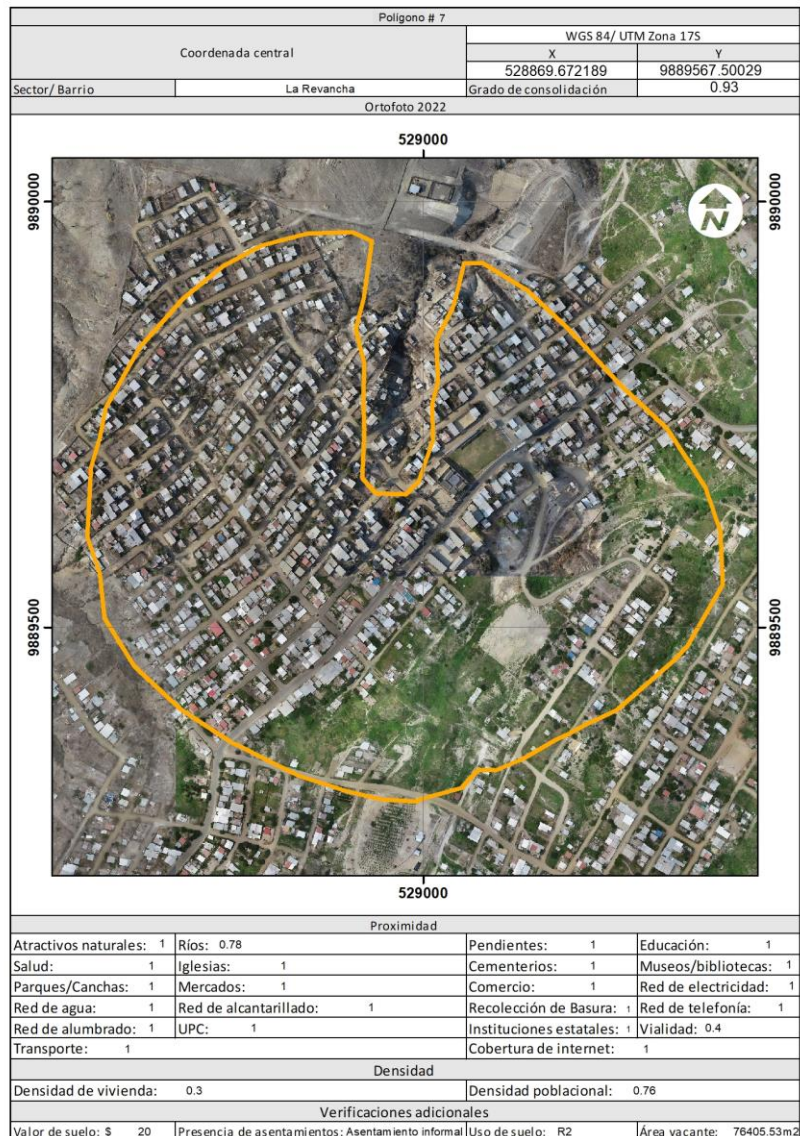 Poligono # 7
Coordenada central
WGS 84/ UTM Zona 17S
X Y
528869.672189 9889567.50029
Sector/ Barrio La Revancha Grado de consolidación 0.93
Ortofoto 2022
529000
9890000 9890000
N
9889500 9889500
529000
Proximidad
Atractivos naturales: 1 Ríos: 0.78 Pendientes: 1 Educación: 1
Salud: 1 Iglesias: 1 Cementerios: 1 Museos/bibliotecas: 1
Parques/Canchas: 1 Mercados: 1 Comercio: 1 Red de electricidad: 1
Red de agua: 1 Red de alcantarillado: 1 Recolección de Basura: 1 Red de telefonía: 1
Red de alumbrado: 1 UPC: 1 Instituciones estatales: 1 Vialidad: 0.4
Transporte: 1 Cobertura de internet: 1
Densidad
Densidad de vivienda: 0.3 Densidad poblacional: 0.76
Verificaciones adicionales
Valor de suelo: $ 20 Presencia de asentamientos: Asentamiento informal Uso de suelo: R2 Área vacante: 76405.53m2